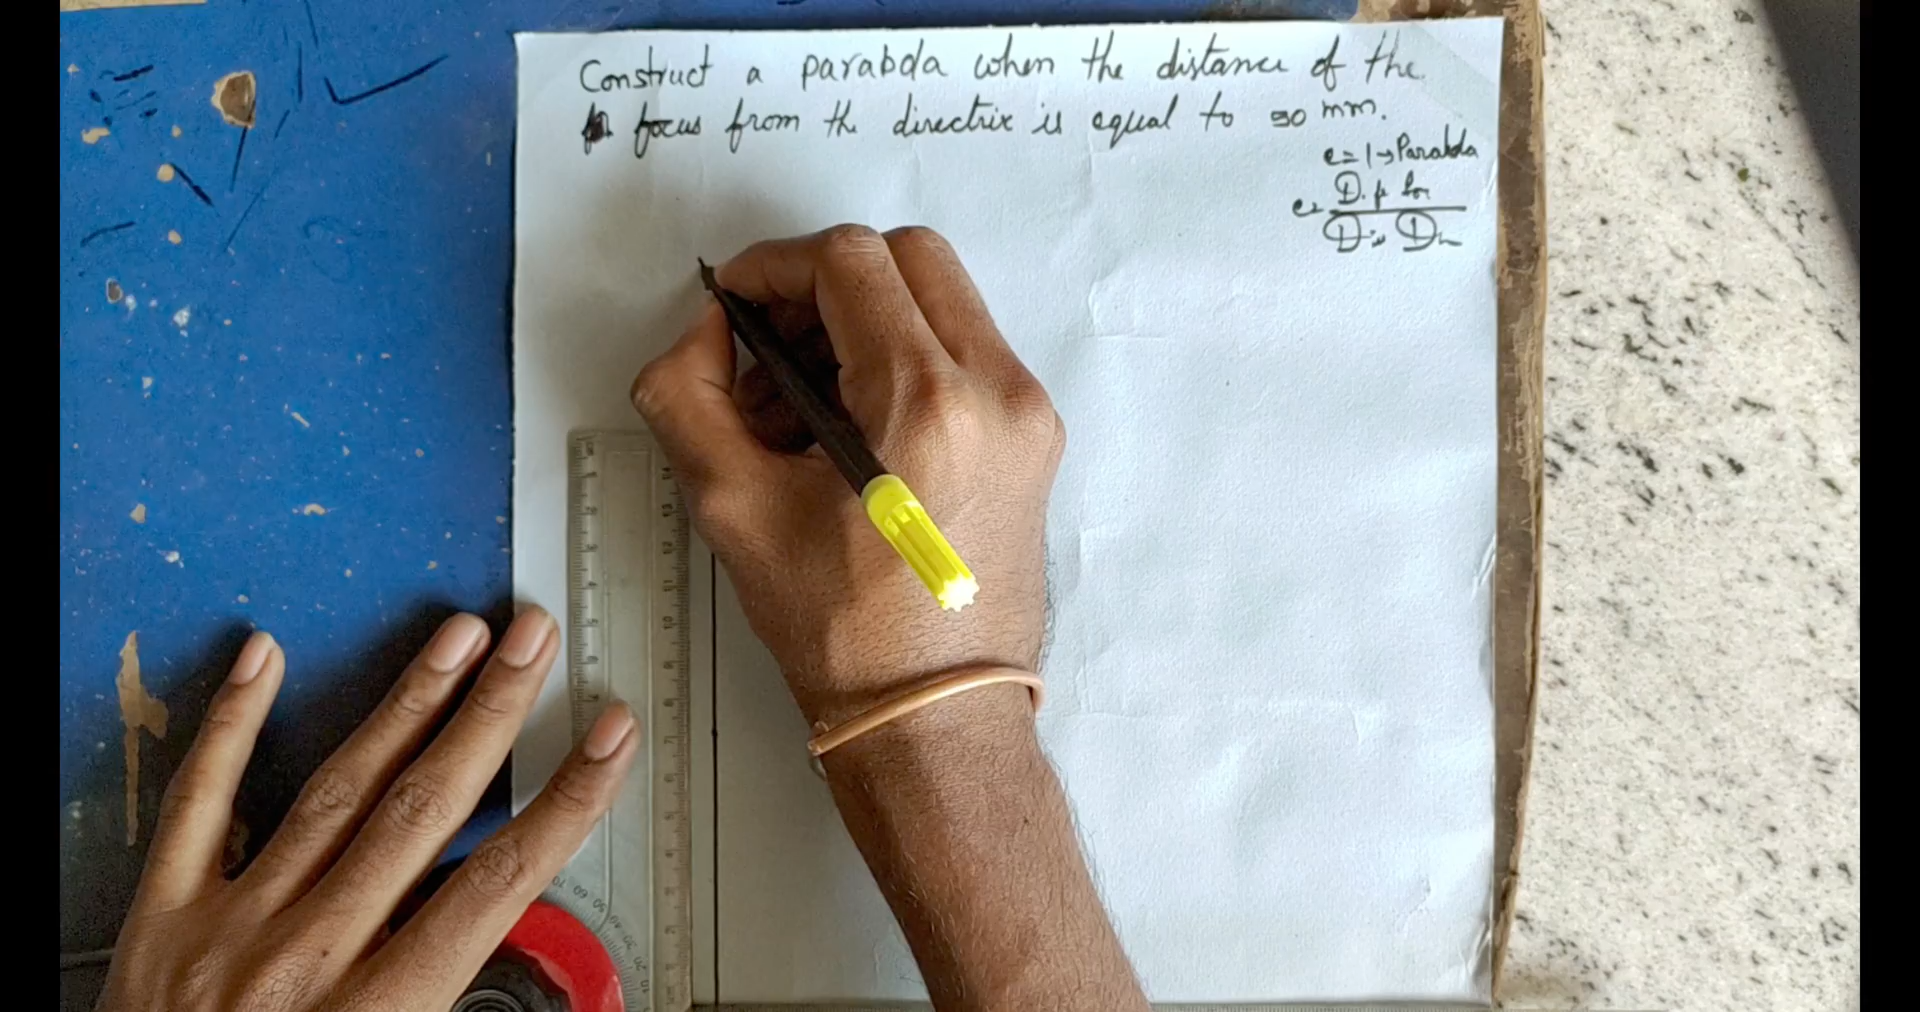 Construct a parabola when the distance of the
focus from the directrix is equal to 50 mm.
e=1→Parabola
e=